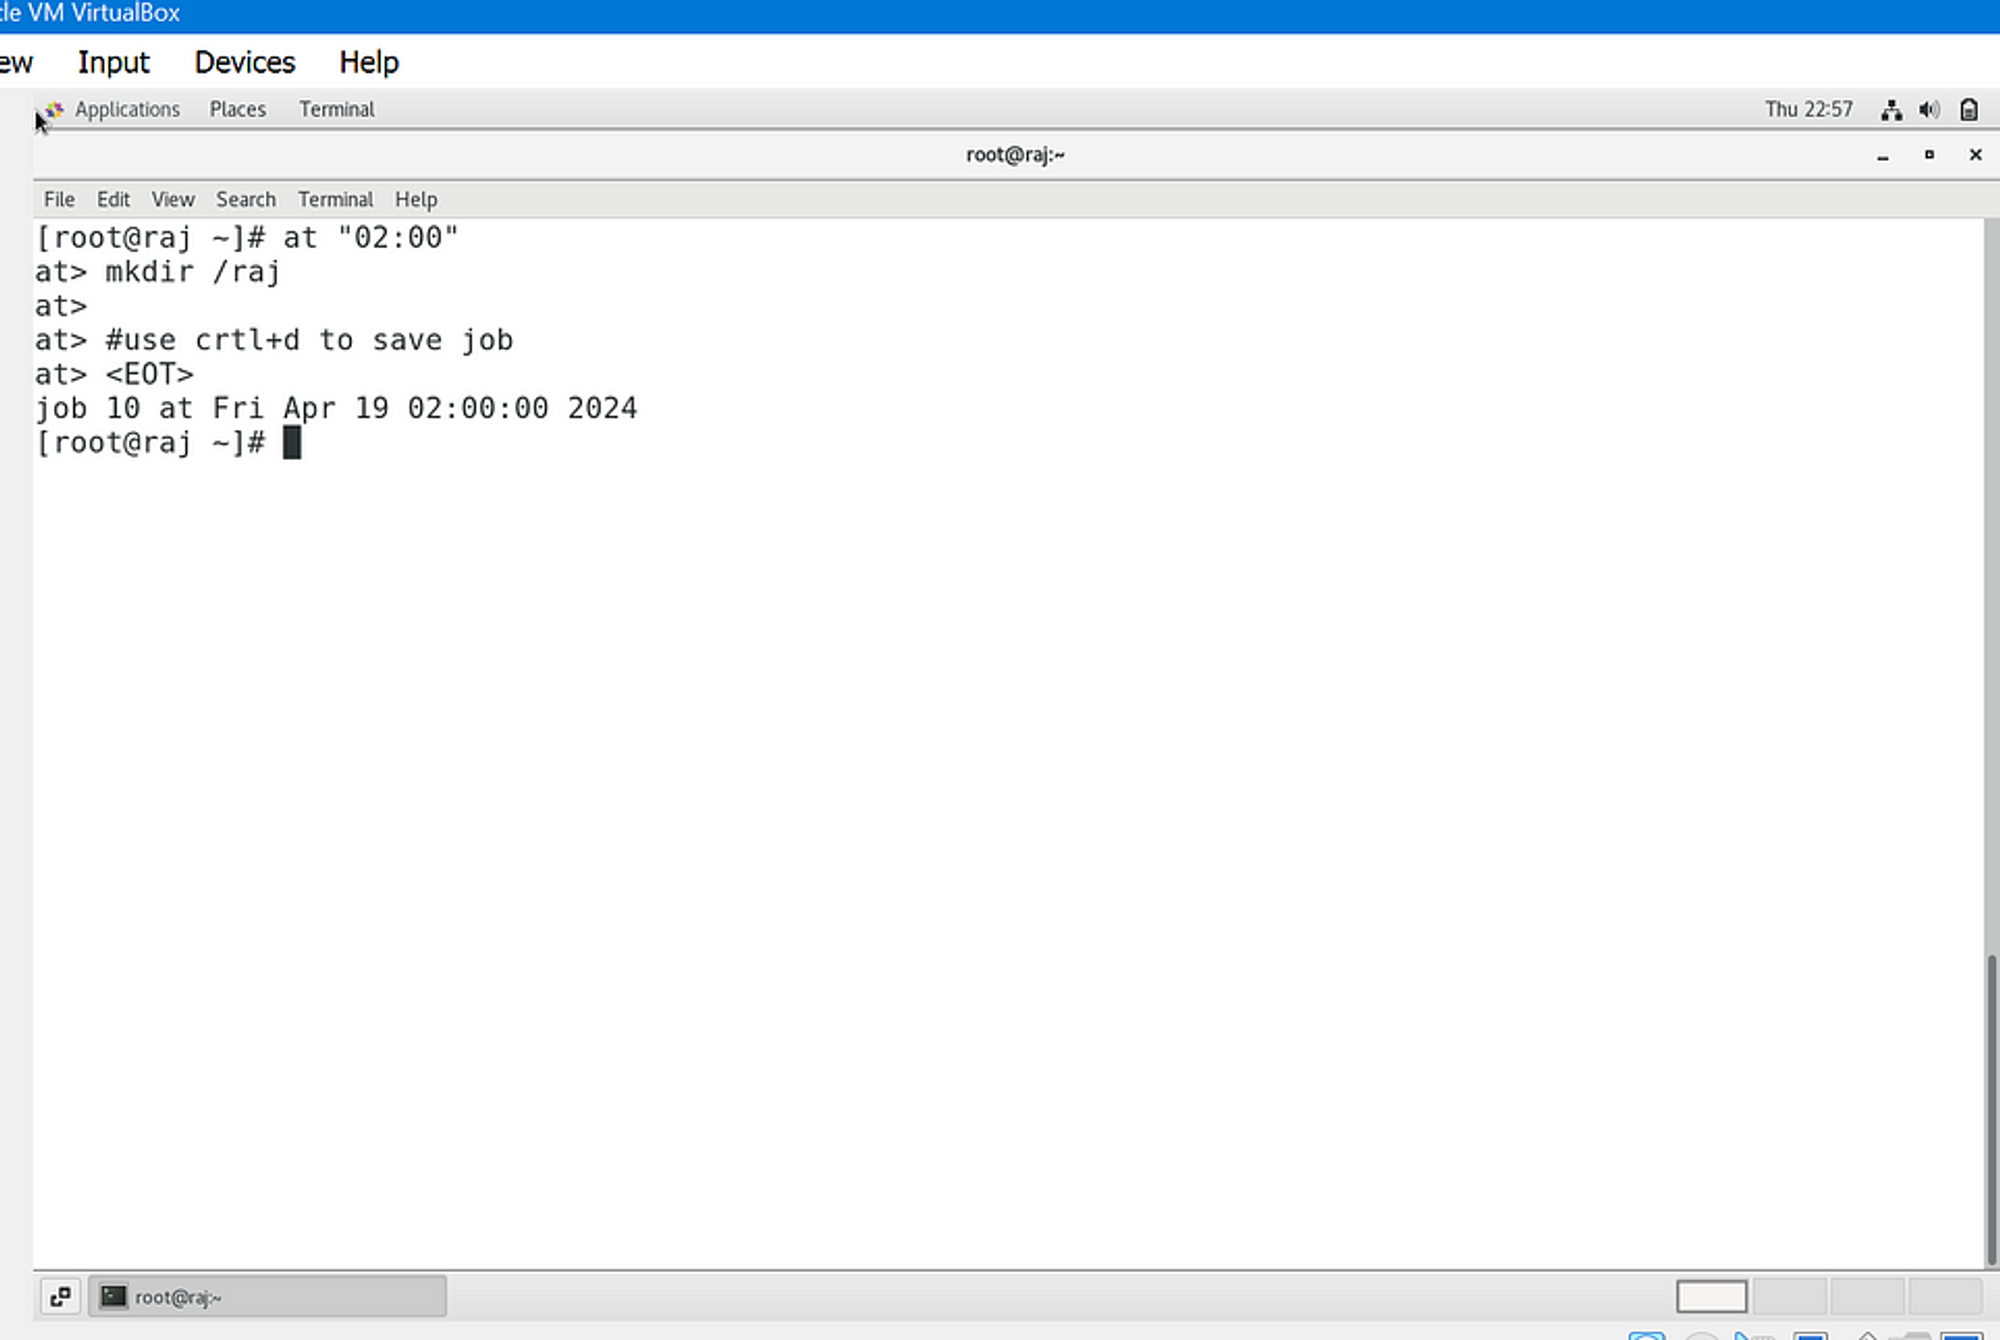 cle VM VirtualBox
ew Input Devices Help
Applications Places Terminal Thu 22:57
root@raj:~
File Edit View Search Terminal Help
[root@raj ~]# at "02:00"
at> mkdir /raj
at>
at> #use crtl+d to save job
at> <EOT>
job 10 at Fri Apr 19 02:00:00 2024
[root@raj ~]#
root@raj:~